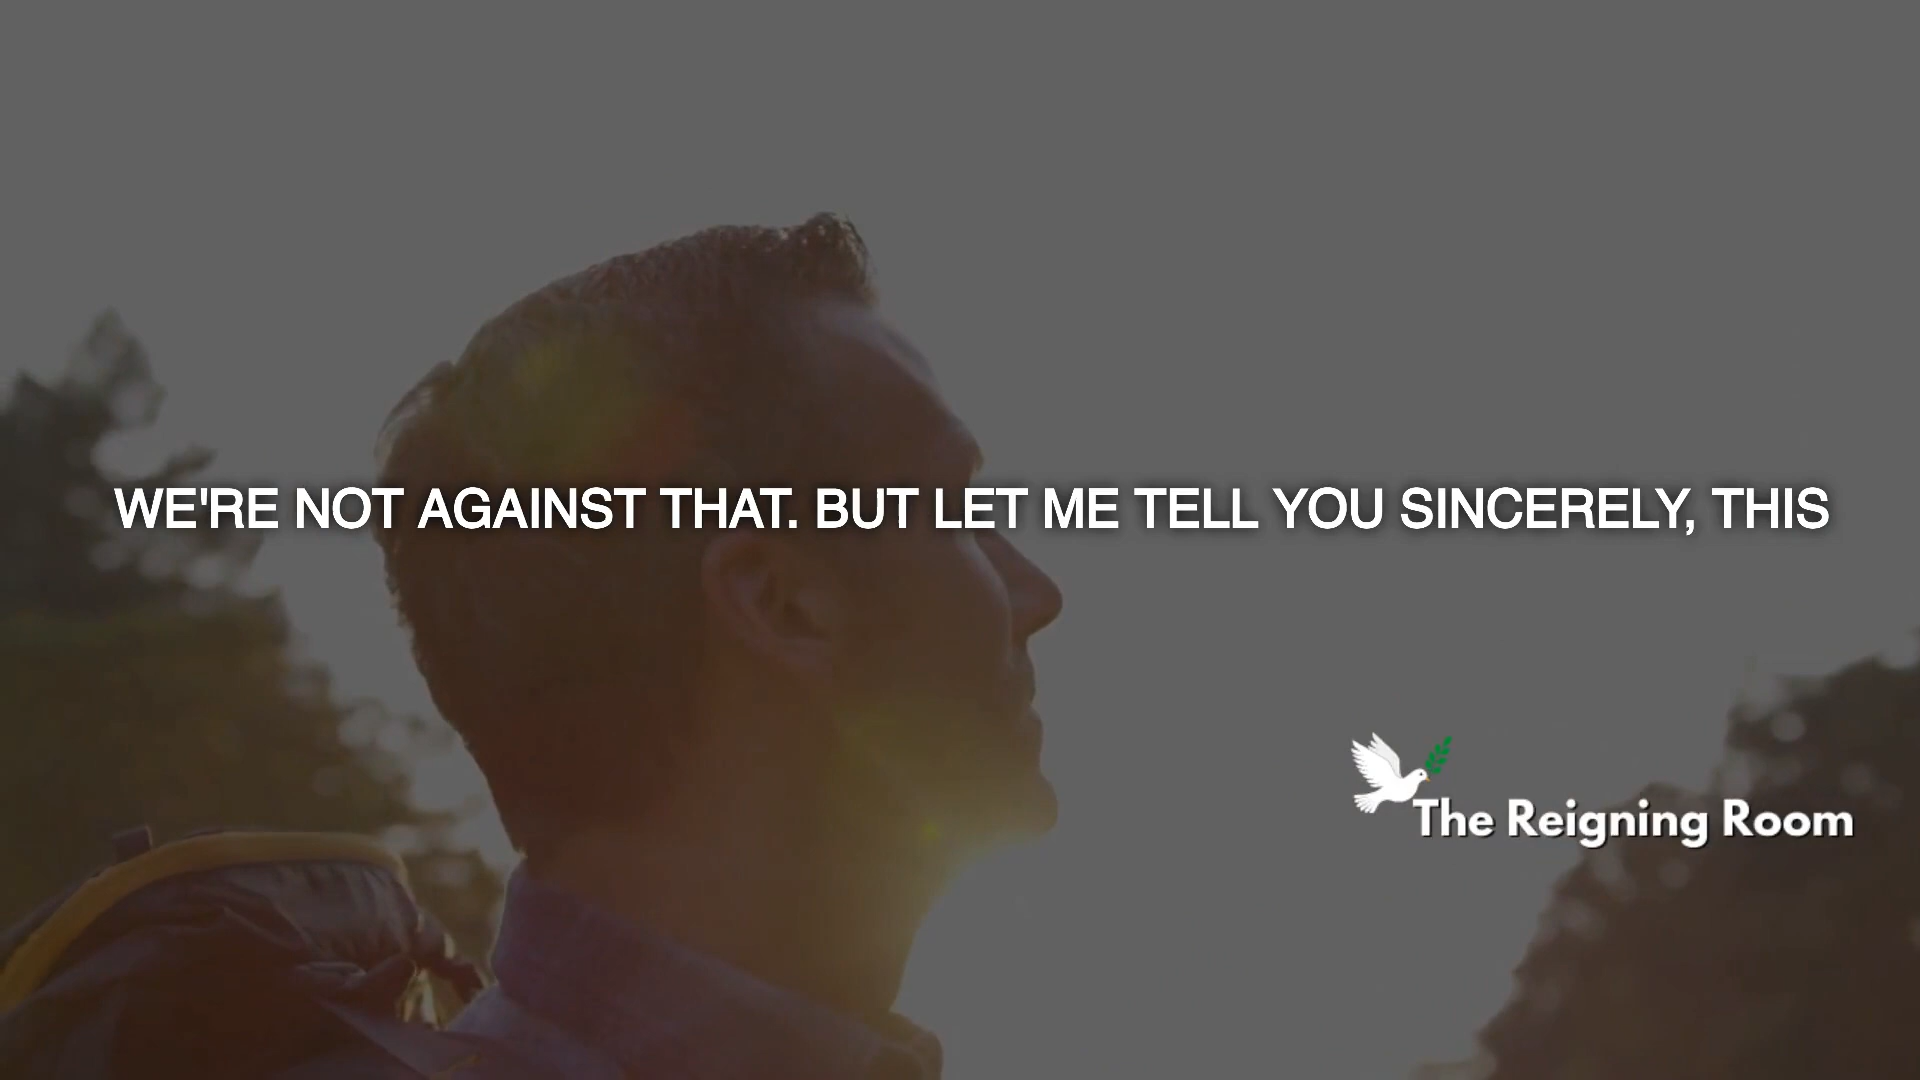 WE'RE NOT AGAINST THAT. BUT LET ME TELL YOU SINCERELY, THIS
The Reigning Room